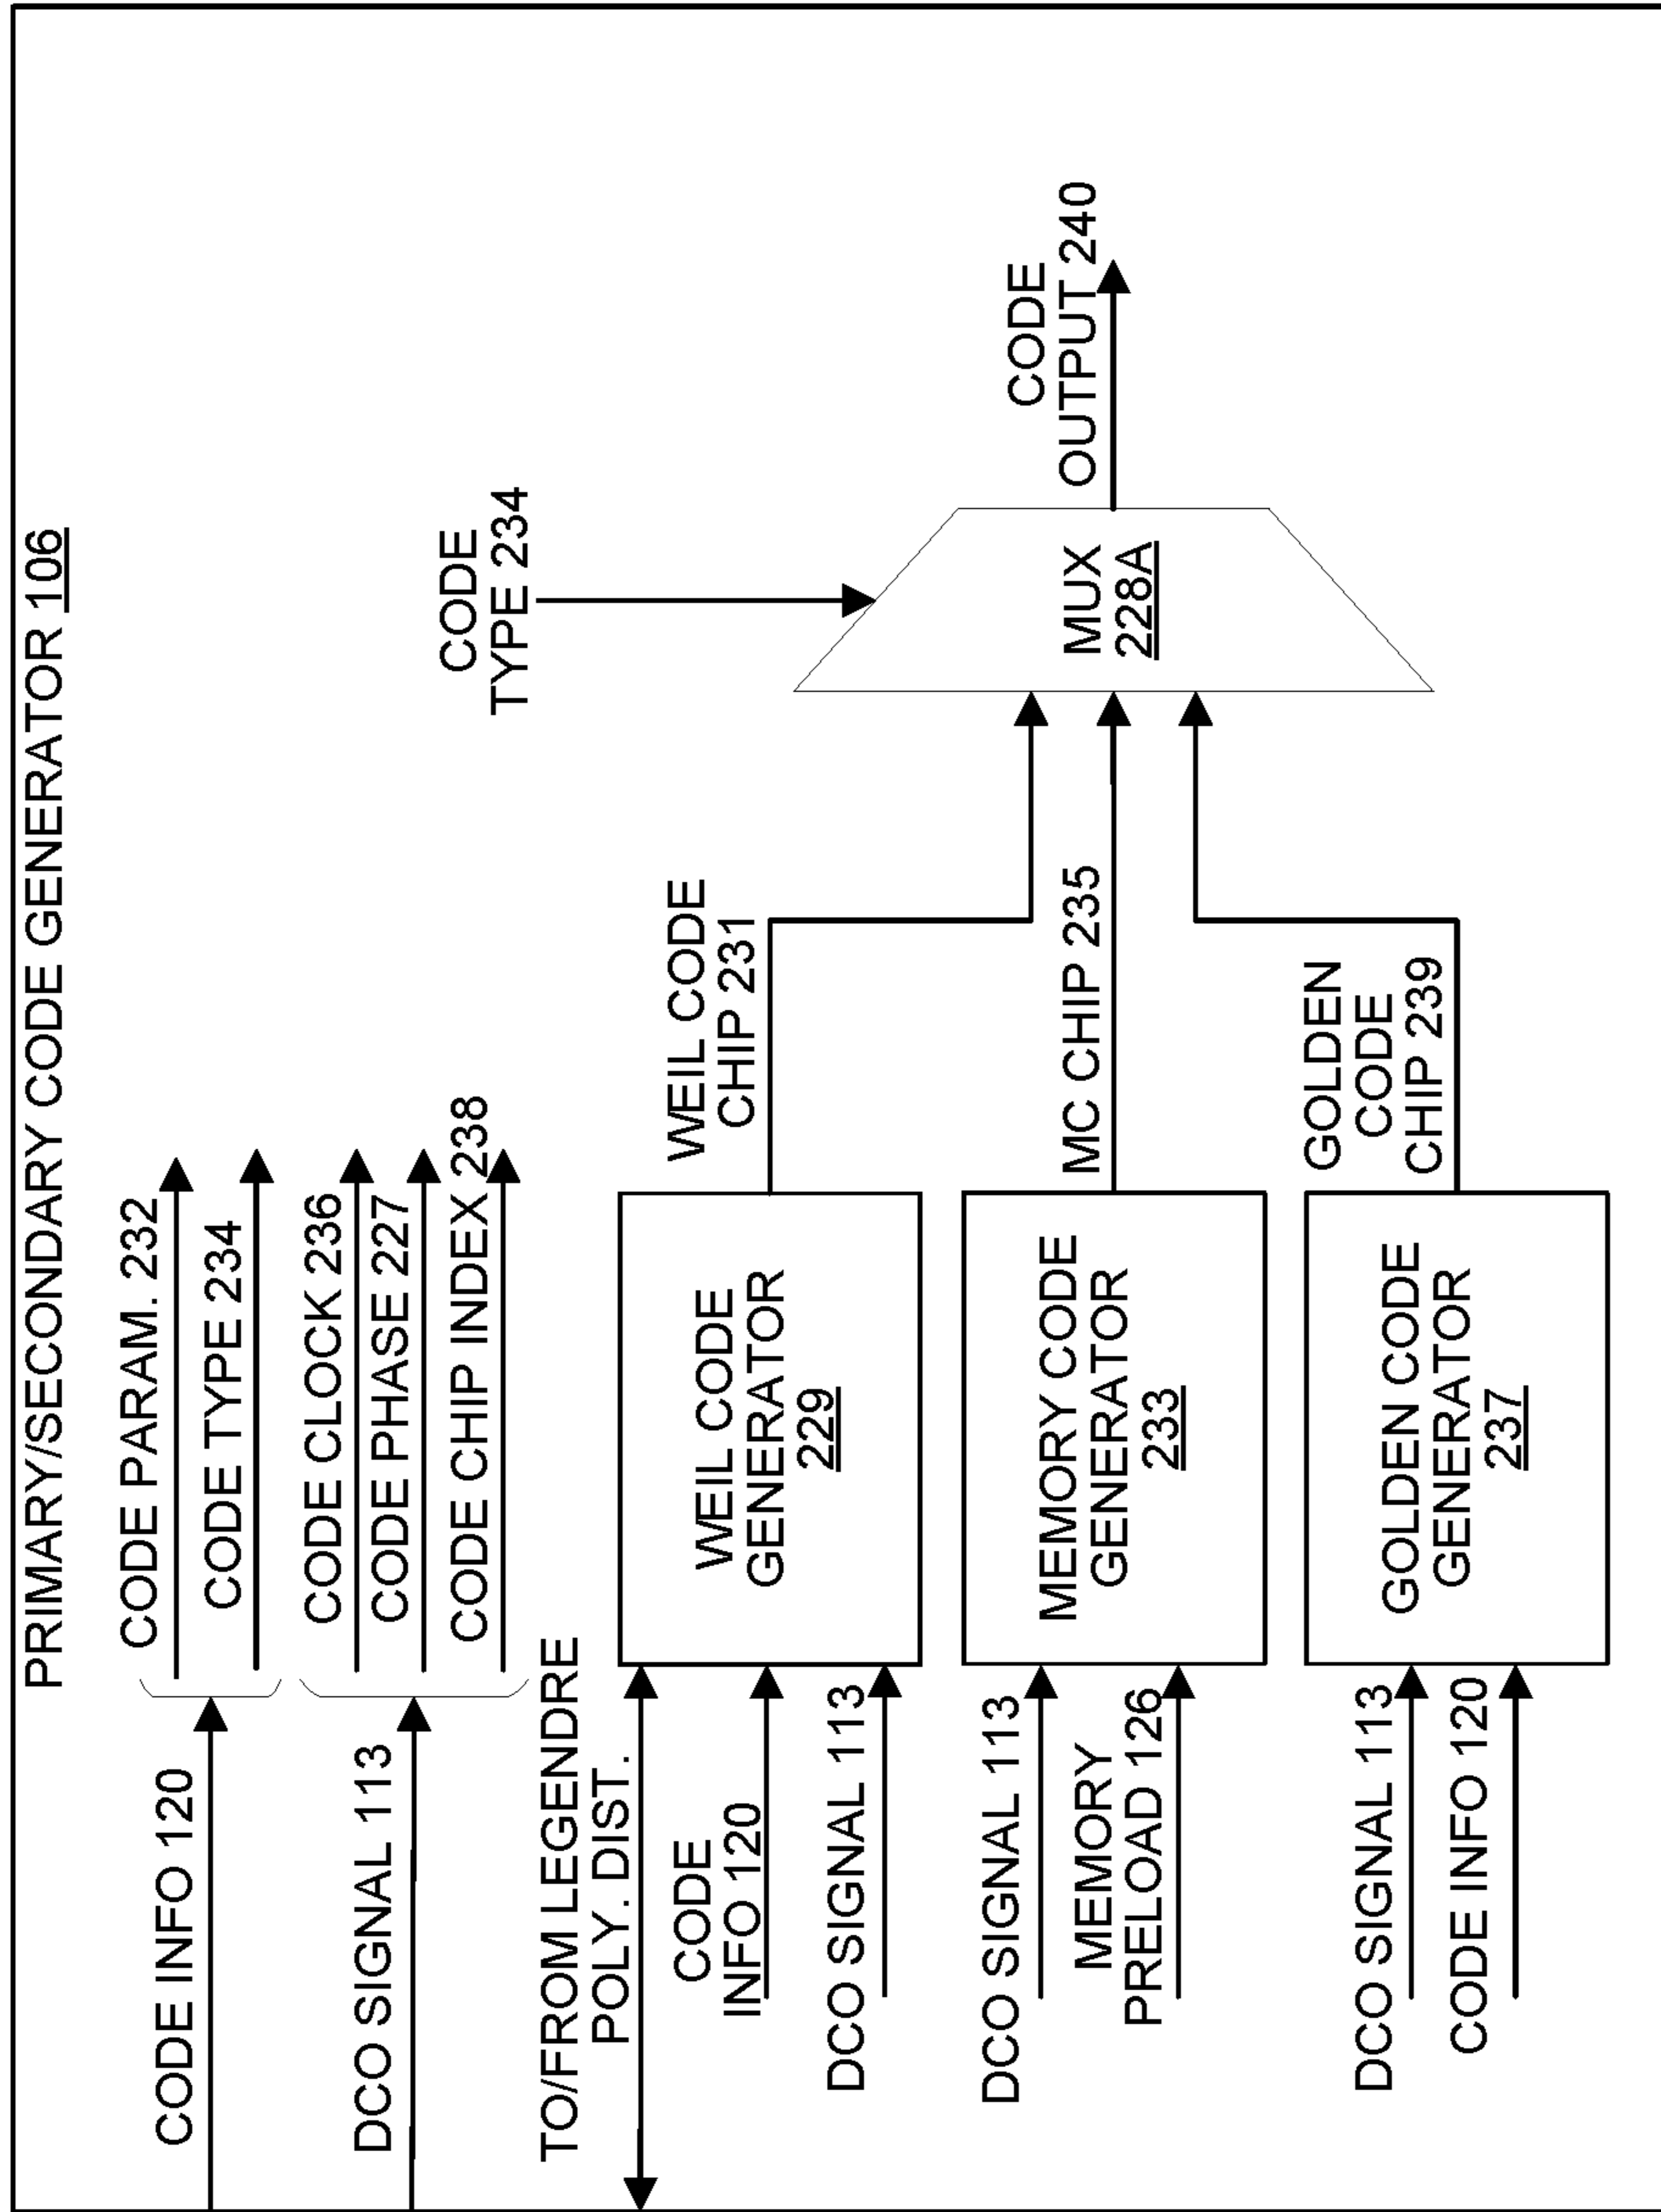 PRIMARY/SECONDARY CODE GENERATOR 106
CODE INFO 120
CODE PARAM. 232
CODE TYPE 234
DCO SIGNAL 113
CODE CLOCK 236
CODE PHASE 227
CODE CHIP INDEX 238
CODE
TYPE 234
TO/FROM LEGENDRE
POLY. DIST.
CODE
INFO 120
DCO SIGNAL 113
WEIL CODE
GENERATOR
229
WEIL CODE
CHIP 231
DCO SIGNAL 113
MEMORY
PRELOAD 126
MEMORY CODE
GENERATOR
233
MC CHIP 235
MUX
228A
CODE
OUTPUT 240
DCO SIGNAL 113
CODE INFO 120
GOLDEN CODE
GENERATOR
237
GOLDEN
CODE
CHIP 239